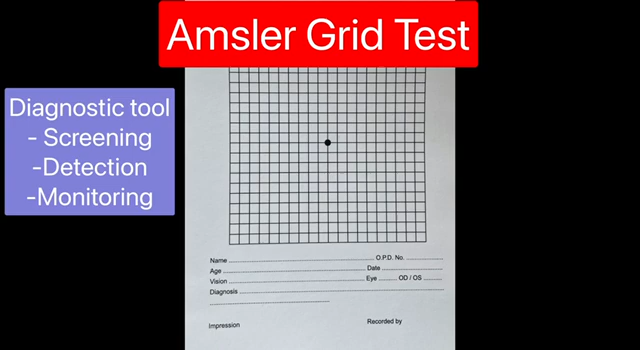 Amsler Grid Test
Diagnostic tool
- Screening
-Detection
-Monitoring
Name ........................ O.P.D. No. ............
Age ........................ Date ....................
Vision ........................ Eye ......... OD / OS .........
Diagnosis ........................
Impression Recorded by